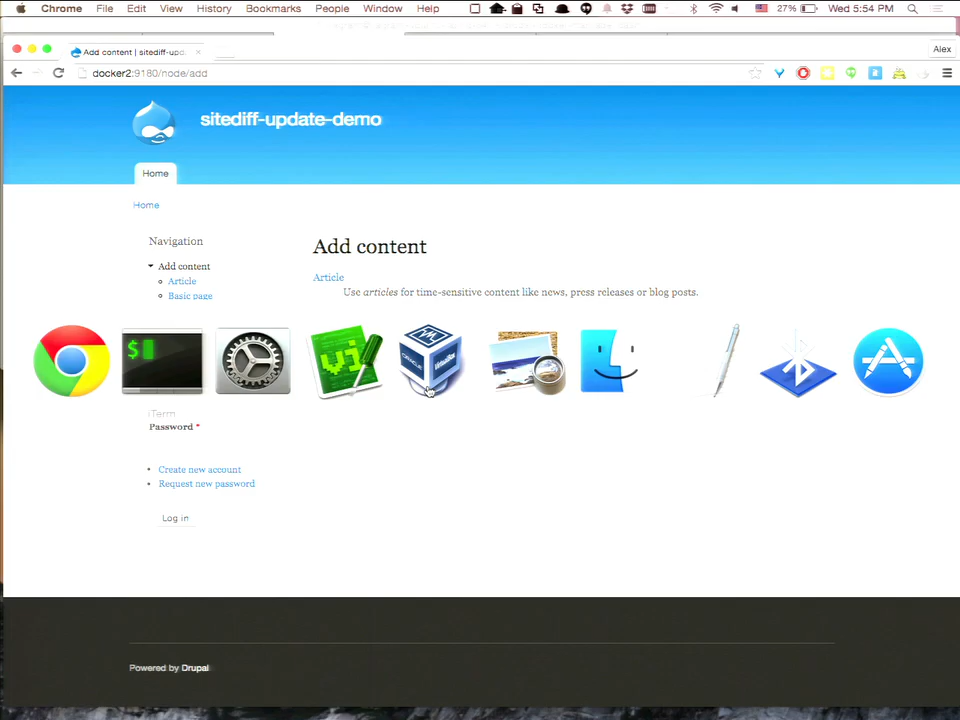 Chrome File Edit View History Bookmarks People Window Help 27% Wed 5:54 PM
Add content | sitediff-upd. Alex
docker2:9180/node/add
sitediff-update-demo
Home
Home
Navigation
Add content
Article
Basic page
Add content
Article
Use articles for time-sensitive content like news, press releases or blog posts.
$
vi
ORACLE
iTerm
Password *
Create new account
Request new password
Log in
Powered by Drupal